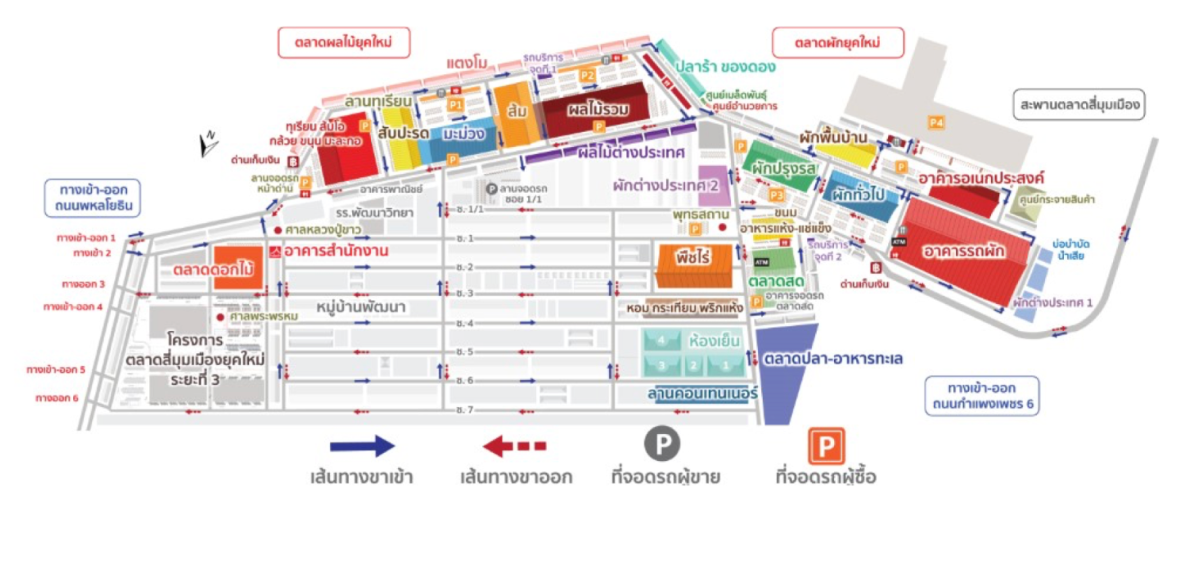 ตลาดผลไม้ยุคใหม่
ตลาดผักยุคใหม่
สะพานตลาดสี่มุมเมือง
แตงโม
รถบริการ
จุดที่ 1
ปลาร้า ของดอง
ศูนย์เมล็ดพันธุ์
ศูนย์อำนวยการ
ลานทุเรียน
P1
P2
P
ส้ม
ผลไม้รวม
P
P4
ทุเรียน ส้มโอ
กล้วย ขนุน มะละกอ
P
สับปะรด
มะม่วง
P
N
ด่านเก็บเงิน
ลานจอดรถ
หน้าด่าน
P
อาคารพาณิชย์
ผลไม้ต่างประเทศ
P
ลานจอดรถ
ซอย 1/1
ผักต่างประเทศ 2
ผักพื้นบ้าน
P
ผักปรุงรส
P
P3
ผักทั่วไป
อาคารอเนกประสงค์
ศูนย์กระจายสินค้า
ทางเข้า-ออก
ถนนพหลโยธิน
รร.พัฒนาวิทยา
ซ. 1/1
พุทธสถาน
P
ขนม
อาหารแห้ง-แช่แข็ง
รถบริการ
จุดที่ 2
ATM
อาคารรถผัก
บ่อบำบัด
น้ำเสีย
ด่านเก็บเงิน
ผักต่างประเทศ 1
ศาลหลวงปู่ขาว
ทางเข้า-ออก 1
ทางเข้า 2
ทางออก 3
ทางเข้า-ออก 4
ทางเข้า-ออก 5
ทางออก 6
ตลาดดอกไม้
อาคารสำนักงาน
ซ. 1
ซ. 2
ซ. 3
ซ. 4
ซ. 5
ซ. 6
ซ. 7
พืชไร่
ATM
ตลาดสด
P
อาคารจอดรถ
ตลาดสด
หมู่บ้านพัฒนา
หอม กระเทียม พริกแห้ง
ศาลพระพรหม
โครงการ
ตลาดสี่มุมเมืองยุคใหม่
ระยะที่ 3
4
ห้องเย็น
3
2
1
ตลาดปลา-อาหารทะเล
ลานคอนเทนเนอร์
ทางเข้า-ออก
ถนนกำแพงเพชร 6
P
P
เส้นทางขาเข้า
เส้นทางขาออก
ที่จอดรถผู้ขาย
ที่จอดรถผู้ซื้อ